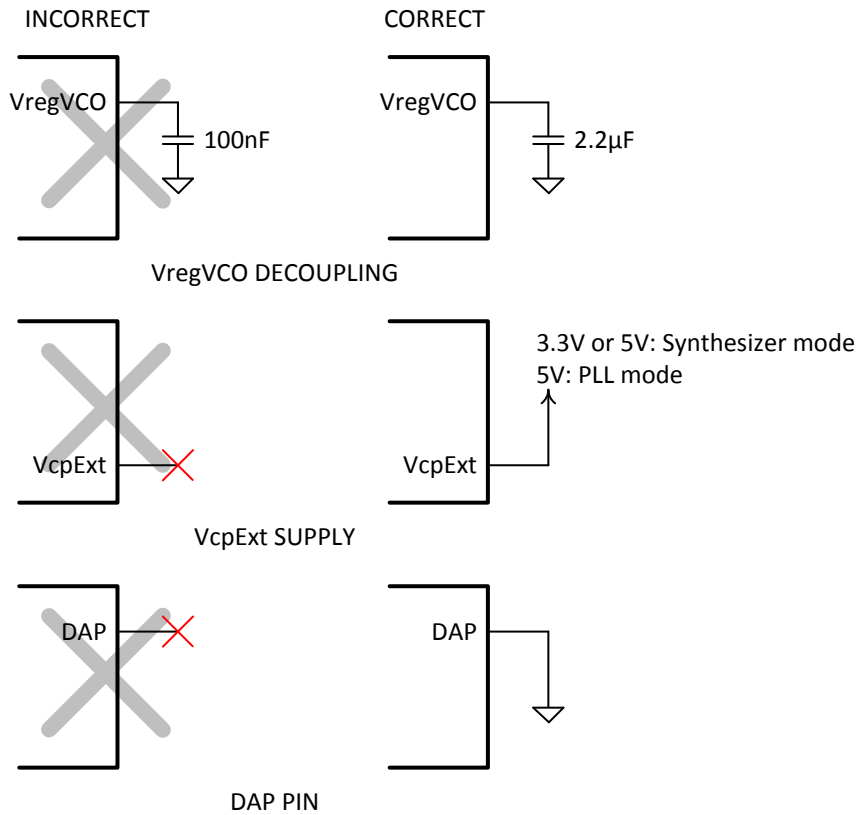 INCORRECT
CORRECT
VregVCO
100nF
VregVCO
2.2µF
VregVCO DECOUPLING
3.3V or 5V: Synthesizer mode
5V: PLL mode
VcpExt
VcpExt
VcpExt SUPPLY
DAP
DAP
DAP PIN